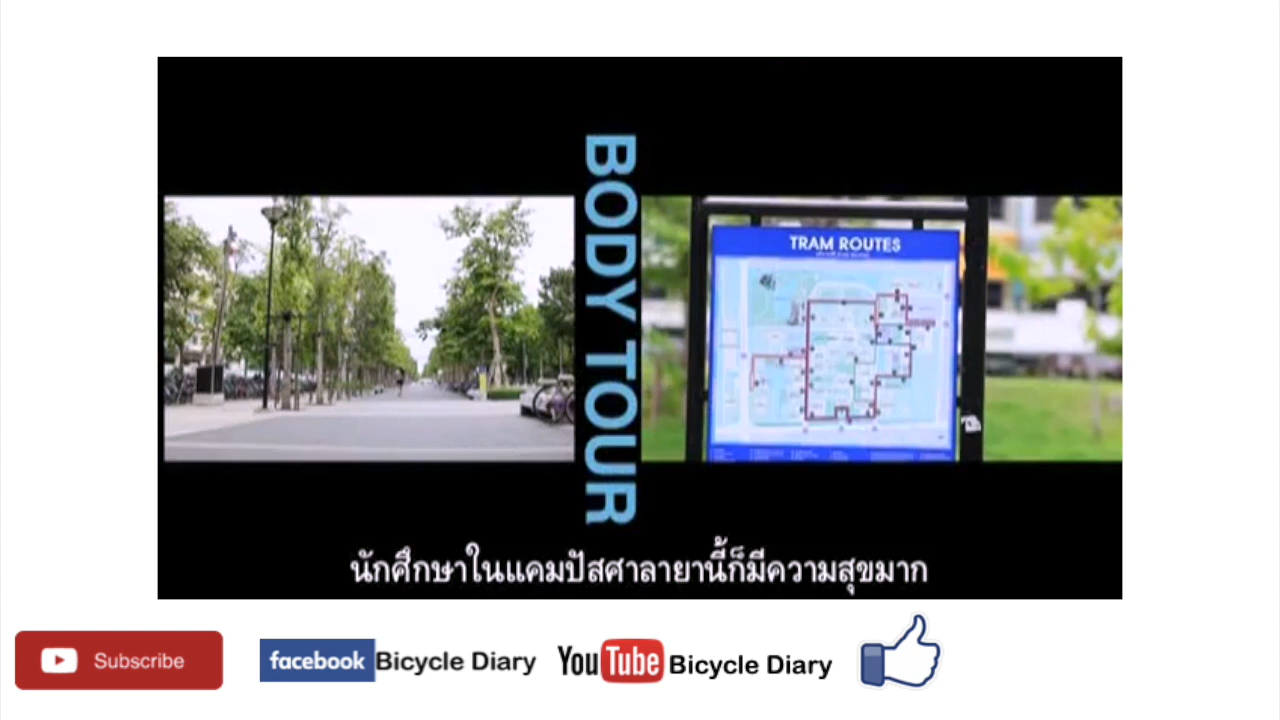 BODY TOUR
TRAM ROUTES
นักศึกษาในแคมปัสศาลายานี้ก็มีความสุขมาก
Subscribe
facebook Bicycle Diary
YouTube Bicycle Diary